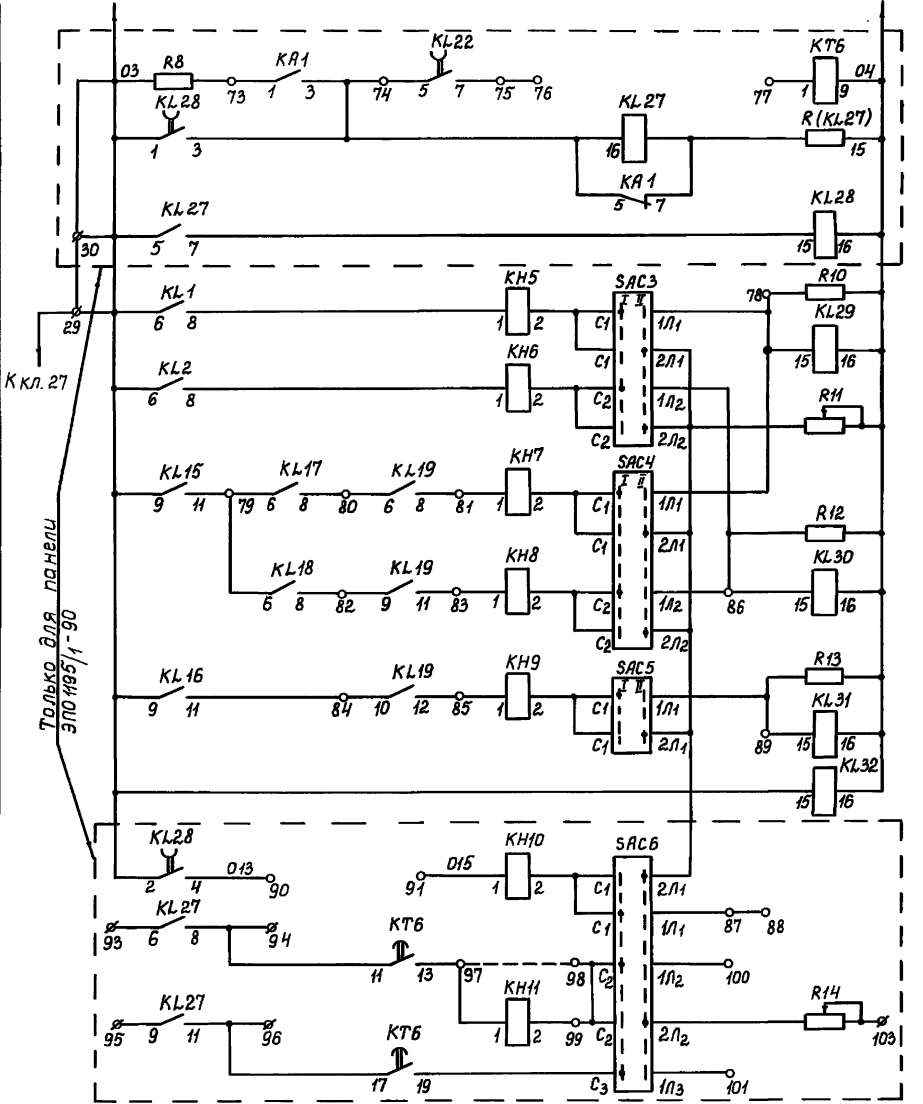 KL22 KT6
03 R8 KA1 04
73 1 3 74 5 7 75 76 77 1 9
KL28 KL27 R(KL27)
1 3 16 15
KA1
5 7
KL27 KL28
30 5 7 15 16
KL1 KH5 SAC3 R10
I II 78
29 6 8 1 2 C1 1Л1 KL29
C1 2Л1 15 16
К кл. 27
KL2 KH6 R11
6 8 1 2 C2 1Л2
C2 2Л2
KL15 KL17 KL19 KH7 SAC4
I II
9 11 79 6 8 80 6 8 81 1 2 C1 1Л1
R12
C1 2Л1
KL18 KL19 KH8 KL30
6 8 82 9 11 83 1 2 C2 1Л2 86 15 16
C2 2Л2
Только для панели
ЭПО1195/1-90
KL16 KL19 KH9 SAC5 R13
I II
9 11 84 10 12 85 1 2 C1 1Л1
KL31
C1 2Л1 89 15 16
KL32
15 16
KL28 KH10 SAC6
2 4 013 90 91 015 1 2 C1 2Л1
KL27
C1 1Л1 87 88
93 6 8 94
KT6
11 13 97 98 C2 1Л2 100
KL27 KH11 R14
95 9 11 96 1 2 99 C2 2Л2 103
KT6
17 19 C3 1Л3 101